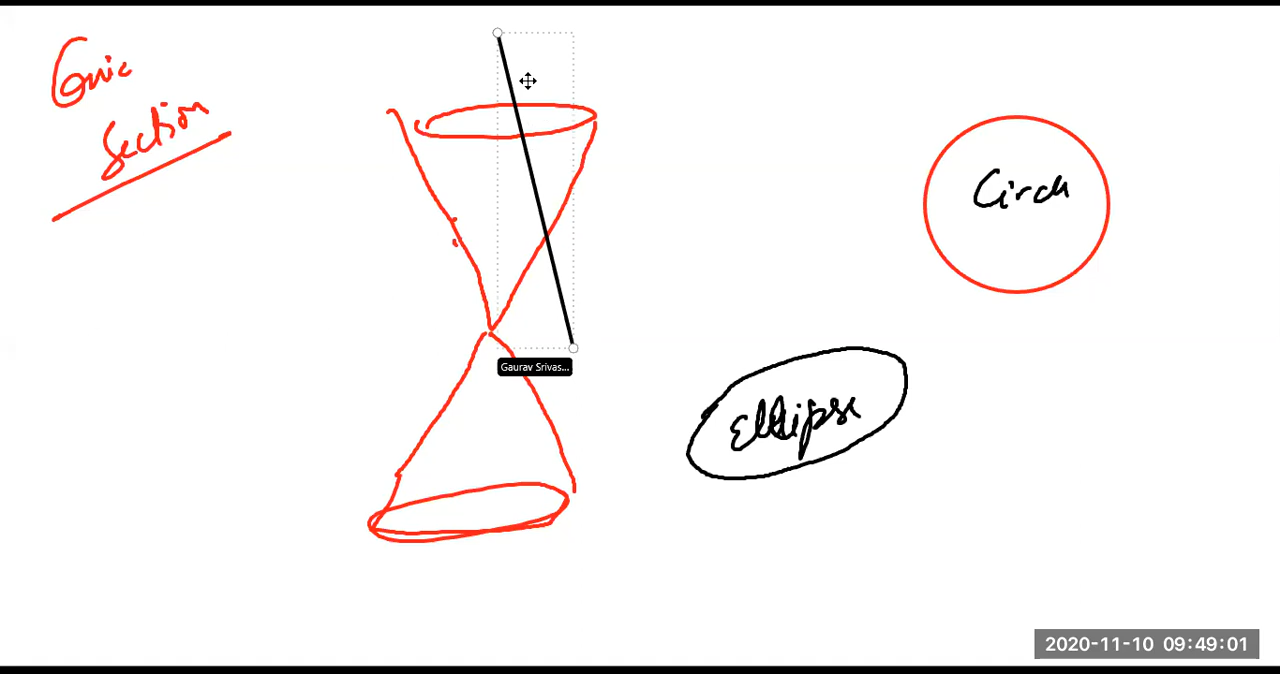 Conic
Section
Circle
Ellipse
Gaurav Srivas...
2020-11-10 09:49:01